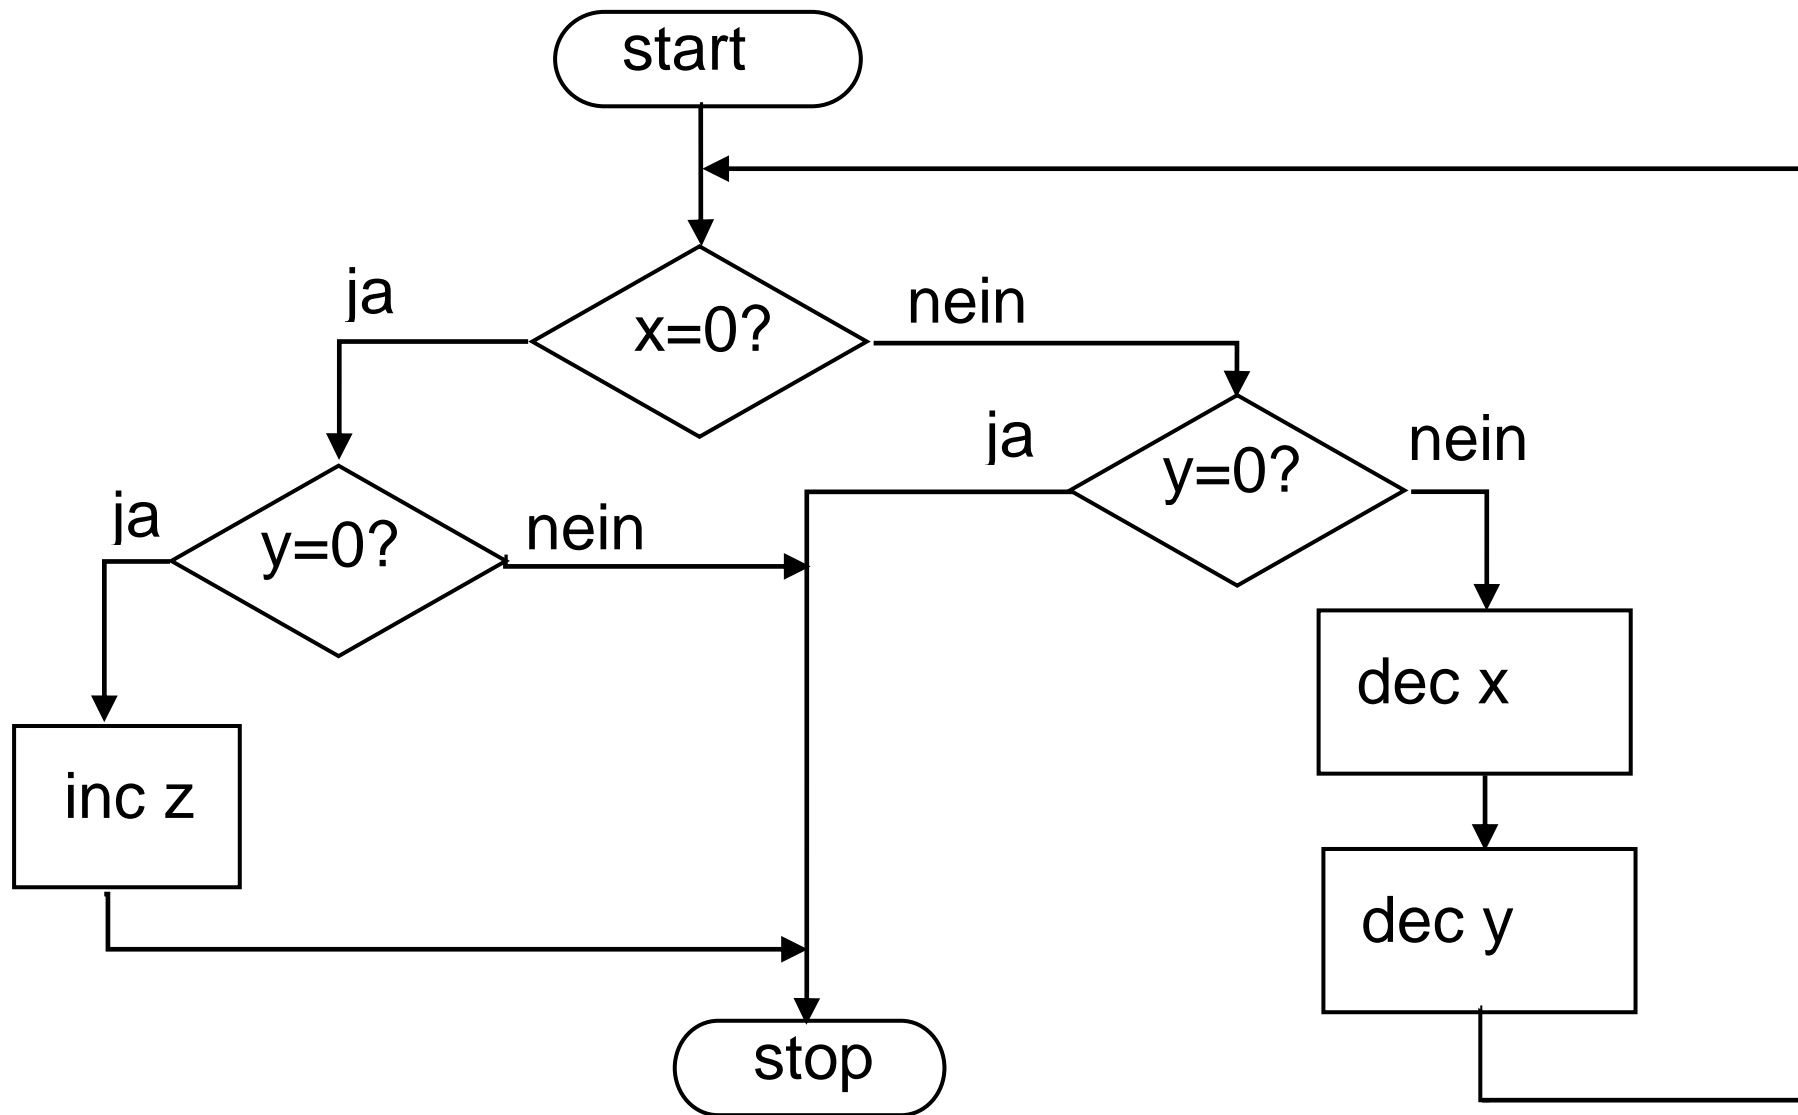 start
ja
nein
x=0?
ja
nein
y=0?
ja
nein
y=0?
dec x
inc z
dec y
stop